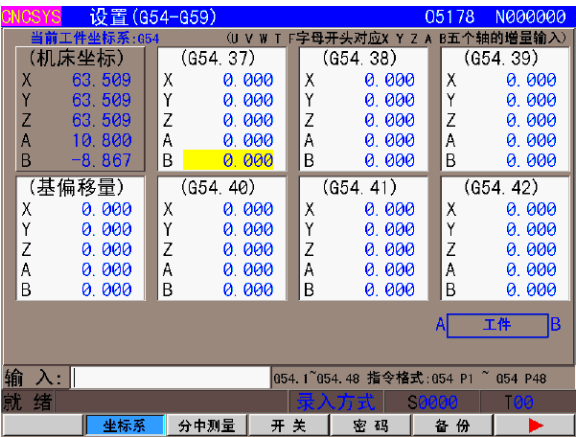 CNCSYS 设置(G54-G59) O5178 N000000
当前工件坐标系:G54 (U V W T F字母开头对应X Y Z A B五个轴的增量输入)
(机床坐标) (G54.37) (G54.38) (G54.39)
X 63.509 X 0.000 X 0.000 X 0.000
Y 63.509 Y 0.000 Y 0.000 Y 0.000
Z 63.509 Z 0.000 Z 0.000 Z 0.000
A 10.800 A 0.000 A 0.000 A 0.000
B -8.867 B 0.000 B 0.000 B 0.000
(基偏移量) (G54.40) (G54.41) (G54.42)
X 0.000 X 0.000 X 0.000 X 0.000
Y 0.000 Y 0.000 Y 0.000 Y 0.000
Z 0.000 Z 0.000 Z 0.000 Z 0.000
A 0.000 A 0.000 A 0.000 A 0.000
B 0.000 B 0.000 B 0.000 B 0.000
A 工件 B
输 入: G54.1~G54.48 指令格式:G54 P1 ~ G54 P48
就 绪 录入方式 S0000 T00
坐标系 分中测量 开 关 密 码 备 份